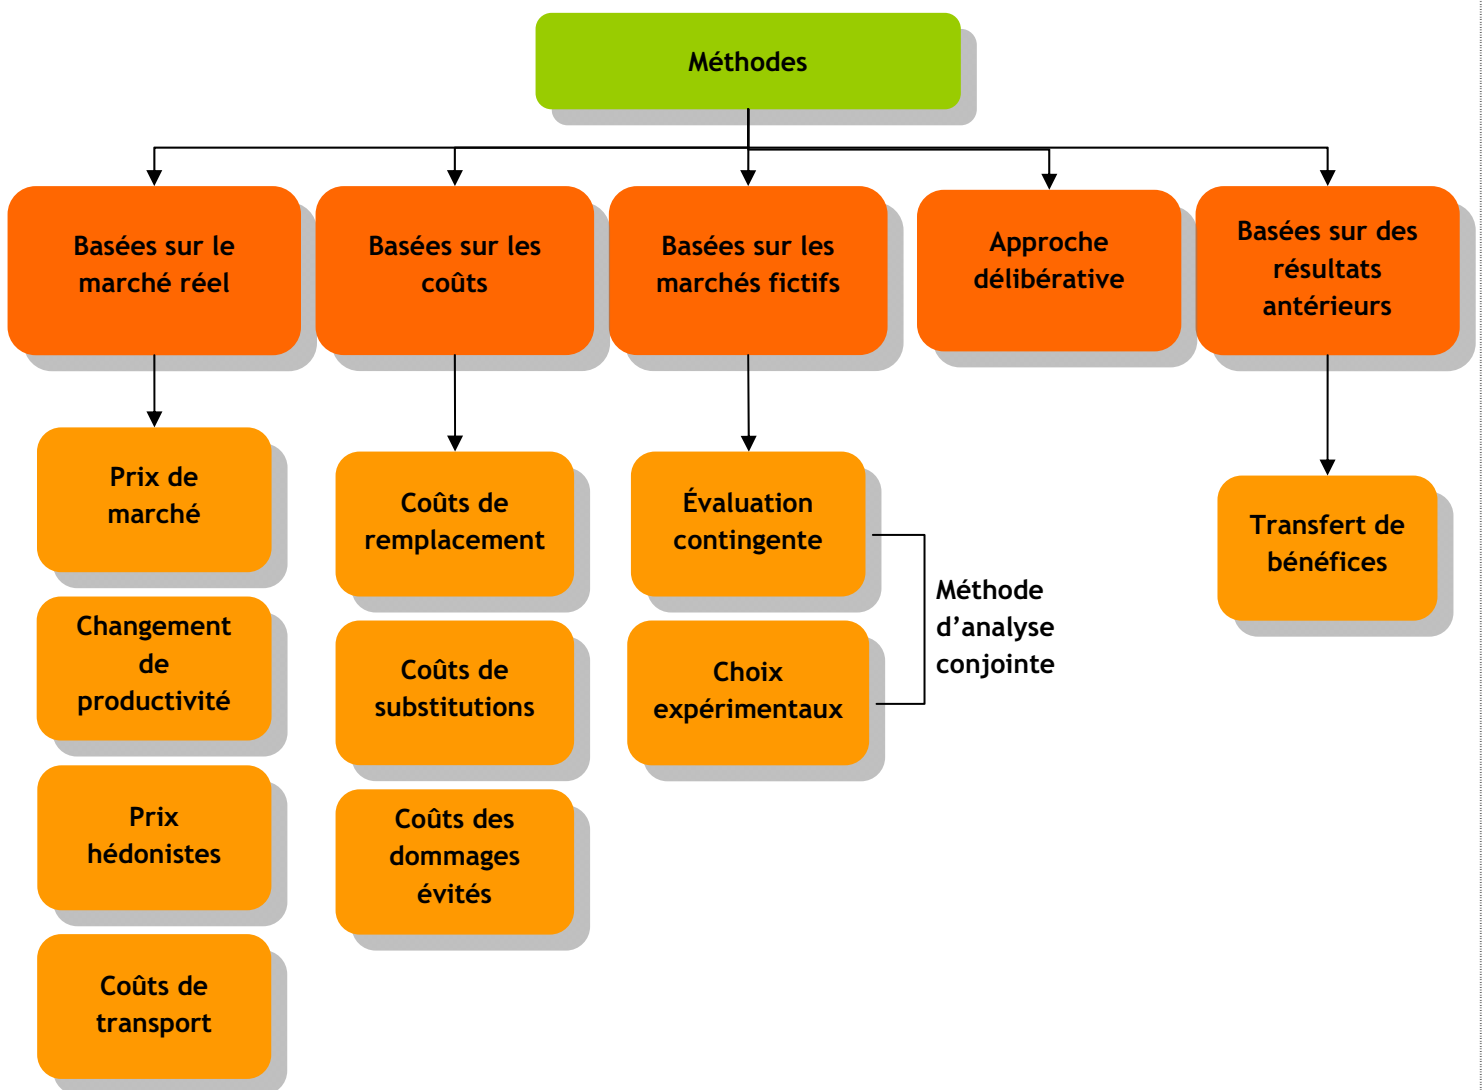 Méthodes
Basées sur le
marché réel
Basées sur les
coûts
Basées sur les
marchés fictifs
Approche
délibérative
Basées sur des
résultats
antérieurs
Prix de
marché
Changement
de
productivité
Prix
hédonistes
Coûts de
transport
Coûts de
remplacement
Coûts de
substitutions
Coûts des
dommages
évités
Évaluation
contingente
Choix
expérimentaux
Méthode
d’analyse
conjointe
Transfert de
bénéfices